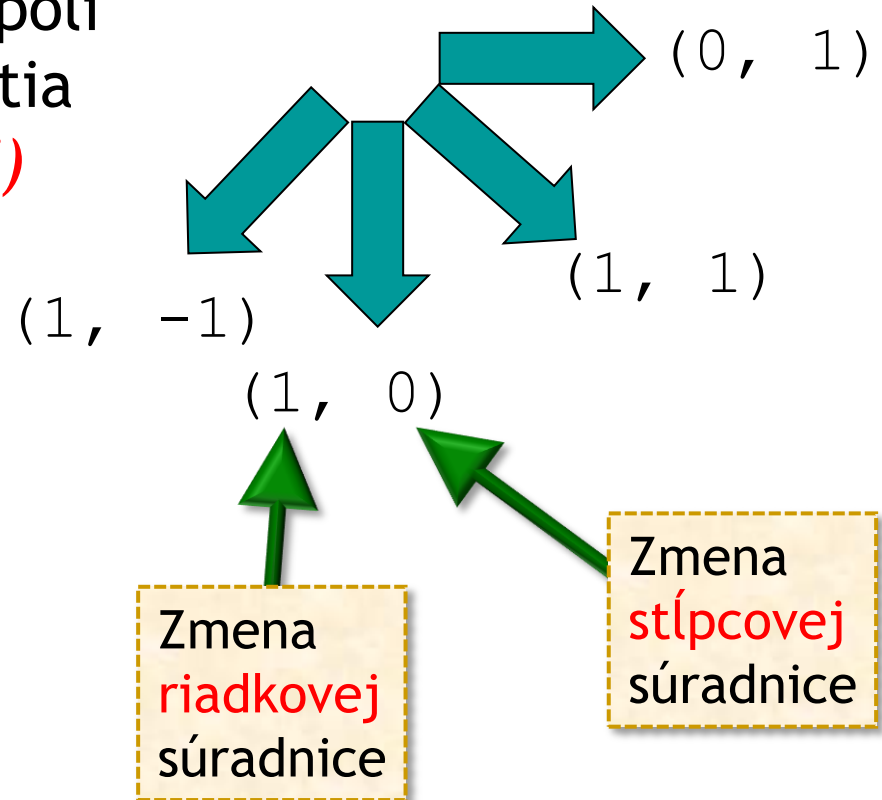 poli
(0, 1)
tia
)
(1, 1)
(1, -1)
(1, 0)
Zmena
riadkovej
súradnice
Zmena
stĺpcovej
súradnice